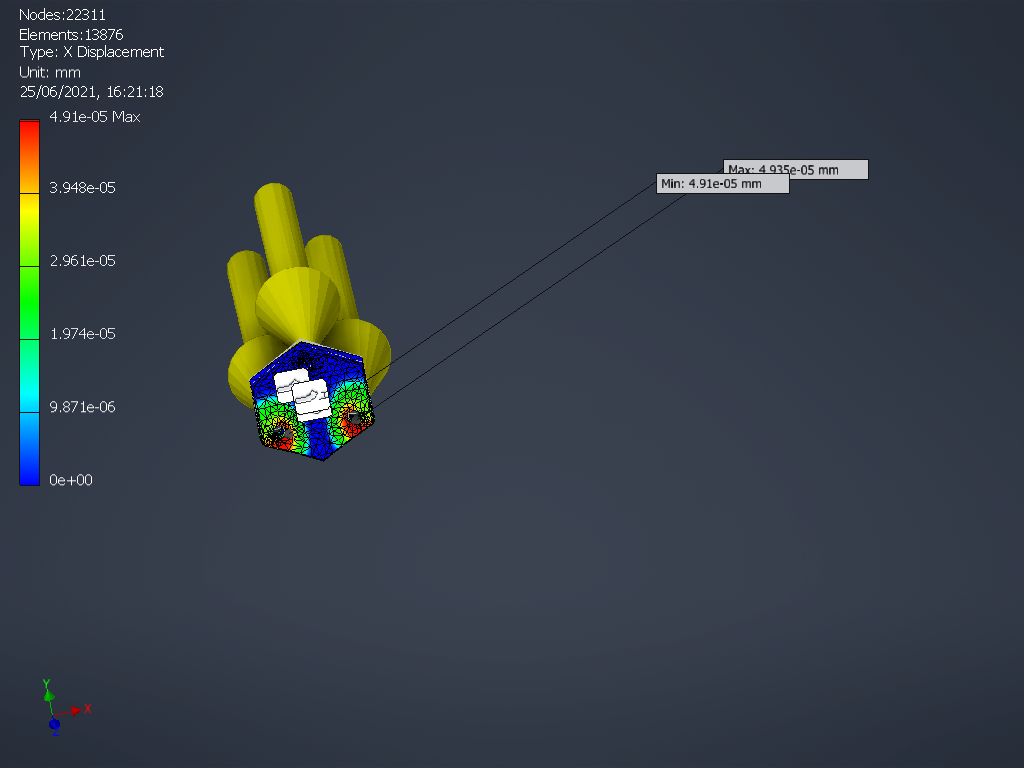 Nodes:22311
Elements:13876
Type: X Displacement
Unit: mm
25/06/2021, 16:21:18
4.91e-05 Max
3.948e-05
2.961e-05
1.974e-05
9.871e-06
0e+00
Max: 4.935e-05 mm
Min: 4.91e-05 mm
Y
X
Z